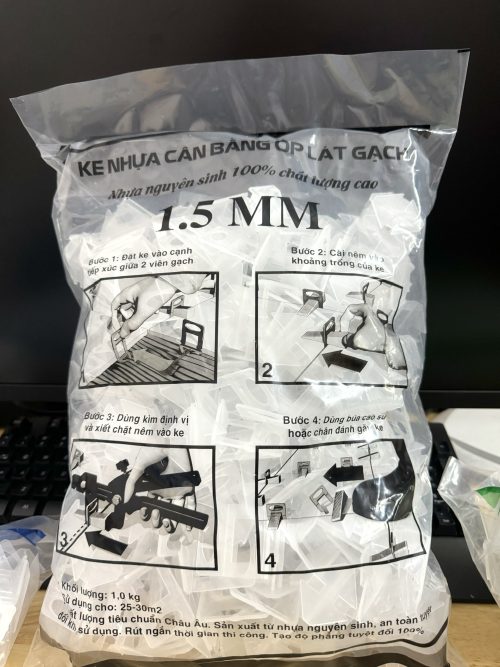 KE NHỰA CÂN BẰNG ỐP LÁT GẠCH
Nhựa nguyên sinh 100% chất lượng cao
1.5 MM
Bước 1: Đặt ke vào cạnh
tiếp xúc giữa 2 viên gạch
Bước 2: Cài nêm vào
khoảng trống của ke
2
Bước 3: Dùng kìm định vị
và xiết chặt nêm vào ke
3
Bước 4: Dùng búa cao su
hoặc chân đánh gãy ke
4
Khối lượng: 1,0 kg
Sử dụng cho: 25-30m2
Chất lượng tiêu chuẩn Châu Âu. Sản xuất từ nhựa nguyên sinh, an toàn tuyệt
đối khi sử dụng. Rút ngắn thời gian thi công. Tạo độ phẳng tuyệt đối 100%